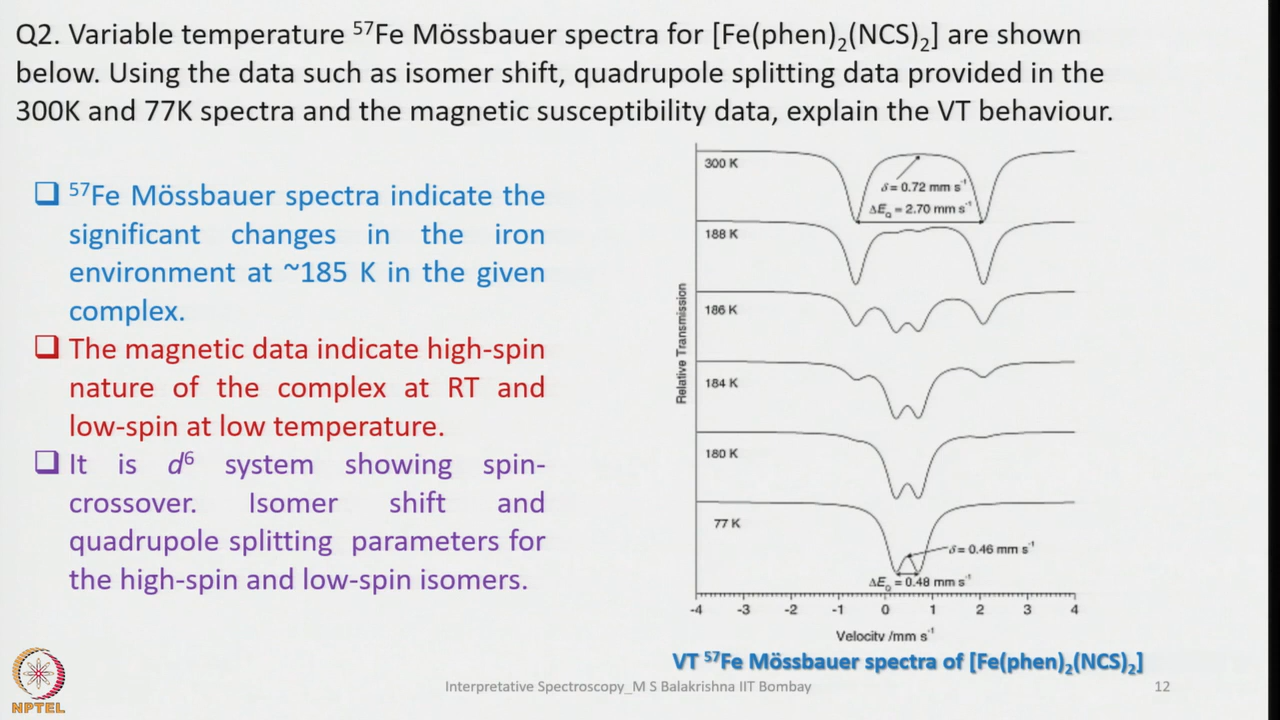 Q2. Variable temperature ⁵⁷Fe Mössbauer spectra for [Fe(phen)₂(NCS)₂] are shown
below. Using the data such as isomer shift, quadrupole splitting data provided in the
300K and 77K spectra and the magnetic susceptibility data, explain the VT behaviour.
❑ ⁵⁷Fe Mössbauer spectra indicate the
significant changes in the iron
environment at ~185 K in the given
complex.
❑ The magnetic data indicate high-spin
nature of the complex at RT and
low-spin at low temperature.
❑ It is d⁶ system showing spin-
crossover. Isomer shift and
quadrupole splitting parameters for
the high-spin and low-spin isomers.
Relative Transmission
300 K
δ = 0.72 mm s⁻¹
ΔE_Q = 2.70 mm s⁻¹
188 K
186 K
184 K
180 K
77 K
δ = 0.46 mm s⁻¹
ΔE_Q = 0.48 mm s⁻¹
-4 -3 -2 -1 0 1 2 3 4
Velocity /mm s⁻¹
VT ⁵⁷Fe Mössbauer spectra of [Fe(phen)₂(NCS)₂]
NPTEL
Interpretative Spectroscopy_M S Balakrishna IIT Bombay
12